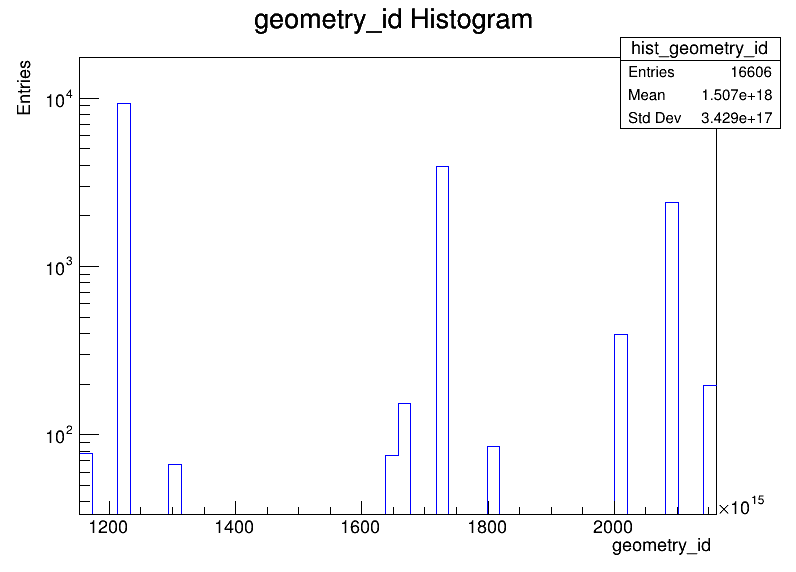 geometry_id Histogram
hist_geometry_id
Entries 16606
Mean 1.507e+18
Std Dev 3.429e+17
Entries
10^4
10^3
10^2
1200 1400 1600 1800 2000
×10^15
geometry_id